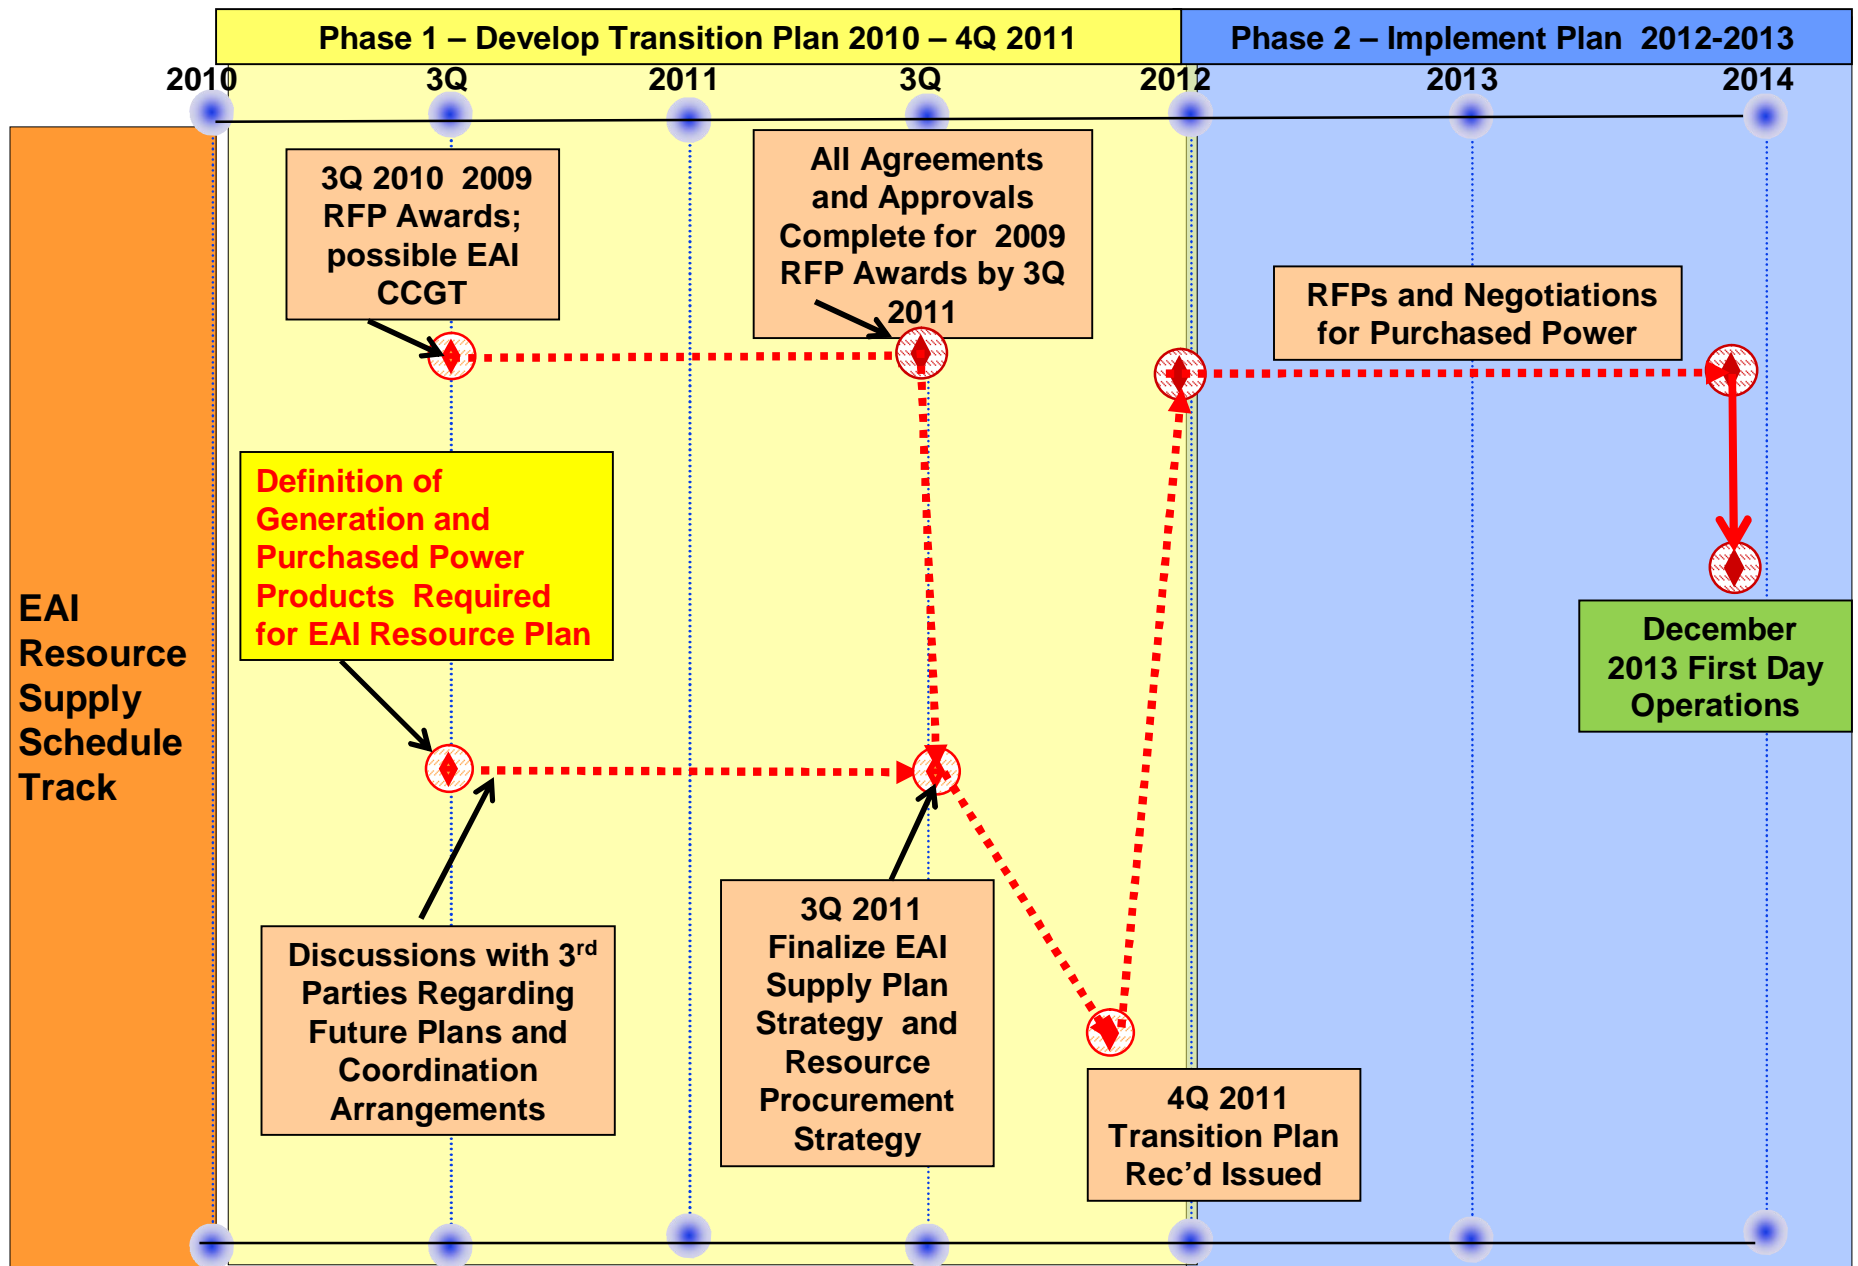 Phase 1 – Develop Transition Plan 2010 – 4Q 2011
Phase 2 – Implement Plan 2012-2013
2010
3Q
2011
3Q
2012
2013
2014
EAI
Resource
Supply
Schedule
Track
3Q 2010 2009
RFP Awards;
possible EAI
CCGT
All Agreements
and Approvals
Complete for 2009
RFP Awards by 3Q
2011
RFPs and Negotiations
for Purchased Power
Definition of
Generation and
Purchased Power
Products Required
for EAI Resource Plan
December
2013 First Day
Operations
Discussions with 3rd
Parties Regarding
Future Plans and
Coordination
Arrangements
3Q 2011
Finalize EAI
Supply Plan
Strategy and
Resource
Procurement
Strategy
4Q 2011
Transition Plan
Rec’d Issued